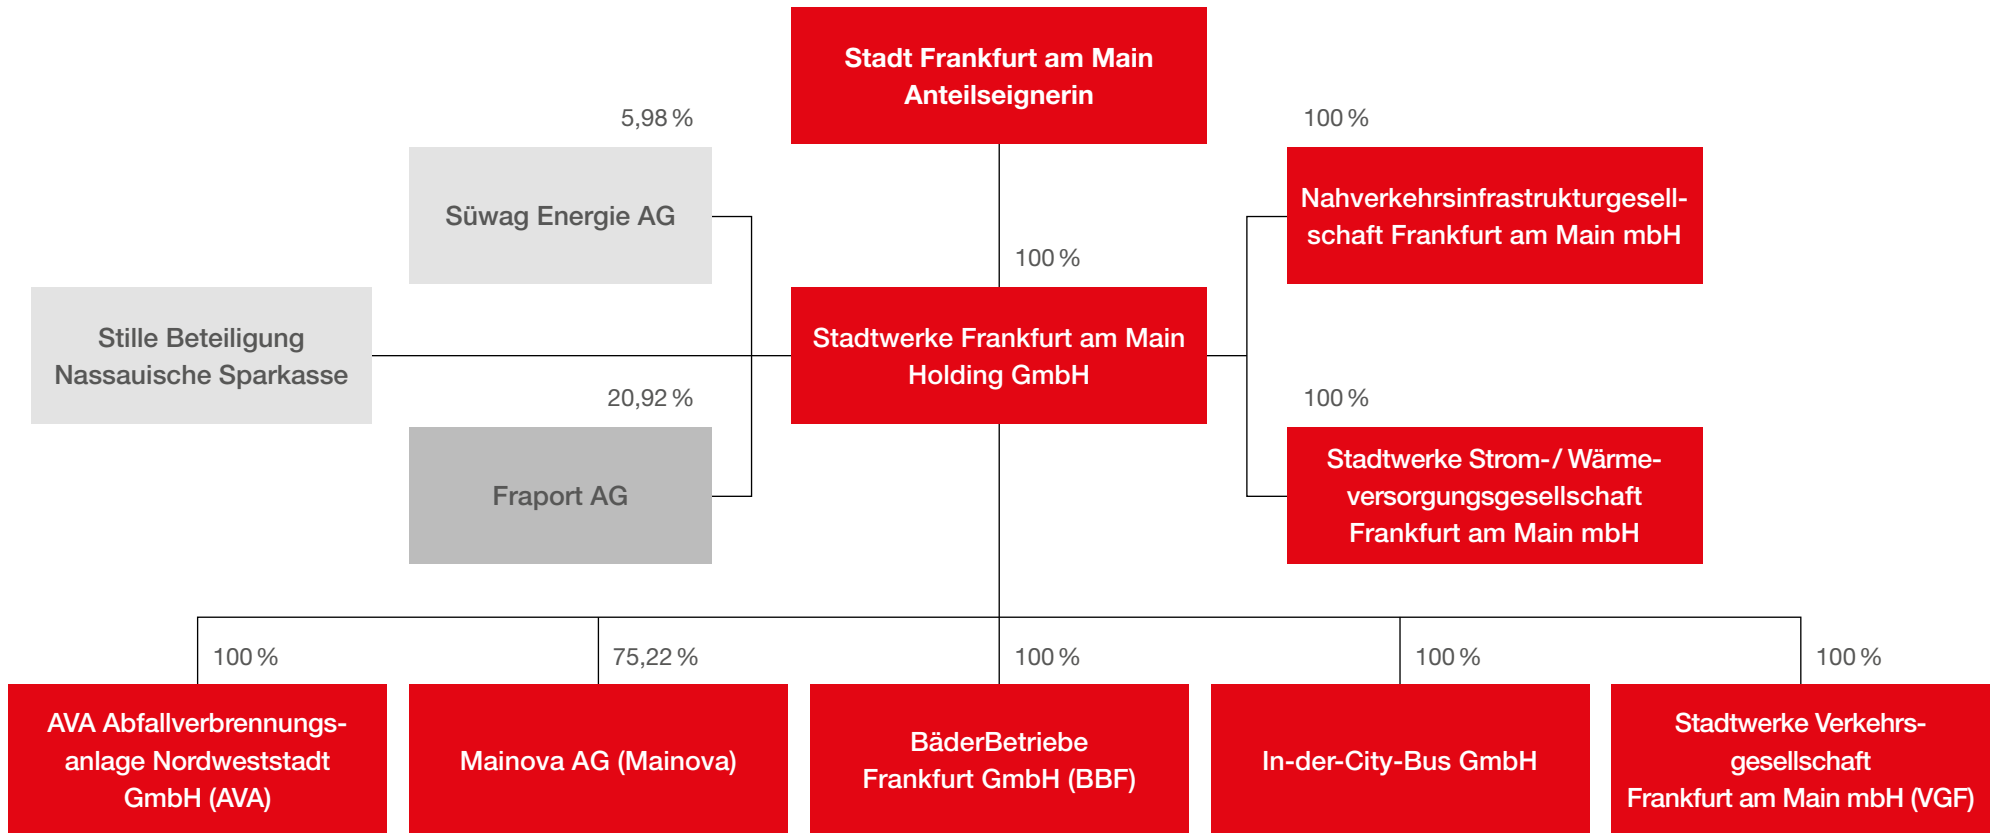 Stadt Frankfurt am Main
Anteilseignerin
5,98 %
Süwag Energie AG
100 %
Nahverkehrsinfrastrukturgesell-
schaft Frankfurt am Main mbH
100 %
Stille Beteiligung
Nassauische Sparkasse
Stadtwerke Frankfurt am Main
Holding GmbH
20,92 %
Fraport AG
100 %
Stadtwerke Strom- / Wärme-
versorgungsgesellschaft
Frankfurt am Main mbH
100 %
AVA Abfallverbrennungs-
anlage Nordweststadt
GmbH (AVA)
75,22 %
Mainova AG (Mainova)
100 %
BäderBetriebe
Frankfurt GmbH (BBF)
100 %
In-der-City-Bus GmbH
100 %
Stadtwerke Verkehrs-
gesellschaft
Frankfurt am Main mbH (VGF)